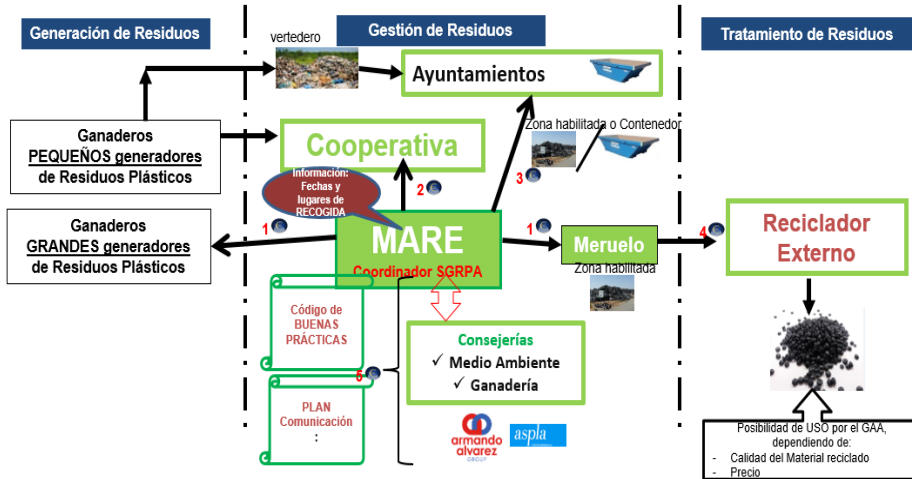 Generación de Residuos
Gestión de Residuos
Tratamiento de Residuos
vertedero
Ayuntamientos
Zona habilitada o Contenedor
Ganaderos
PEQUEÑOS generadores
de Residuos Plásticos
Cooperativa
Información:
Fechas y
lugares de
RECOGIDA
2
3
Ganaderos
GRANDES generadores
de Residuos Plásticos
1
MARE
Coordinador SGRPA
1
Meruelo
Zona habilitada
4
Reciclador
Externo
Código de
BUENAS
PRÁCTICAS
PLAN
Comunicación
:
5
Consejerías
✓ Medio Ambiente
✓ Ganadería
armando
alvarez
GROUP
aspla
Posibilidad de USO por el GAA,
dependiendo de:
- Calidad del Material reciclado
- Precio